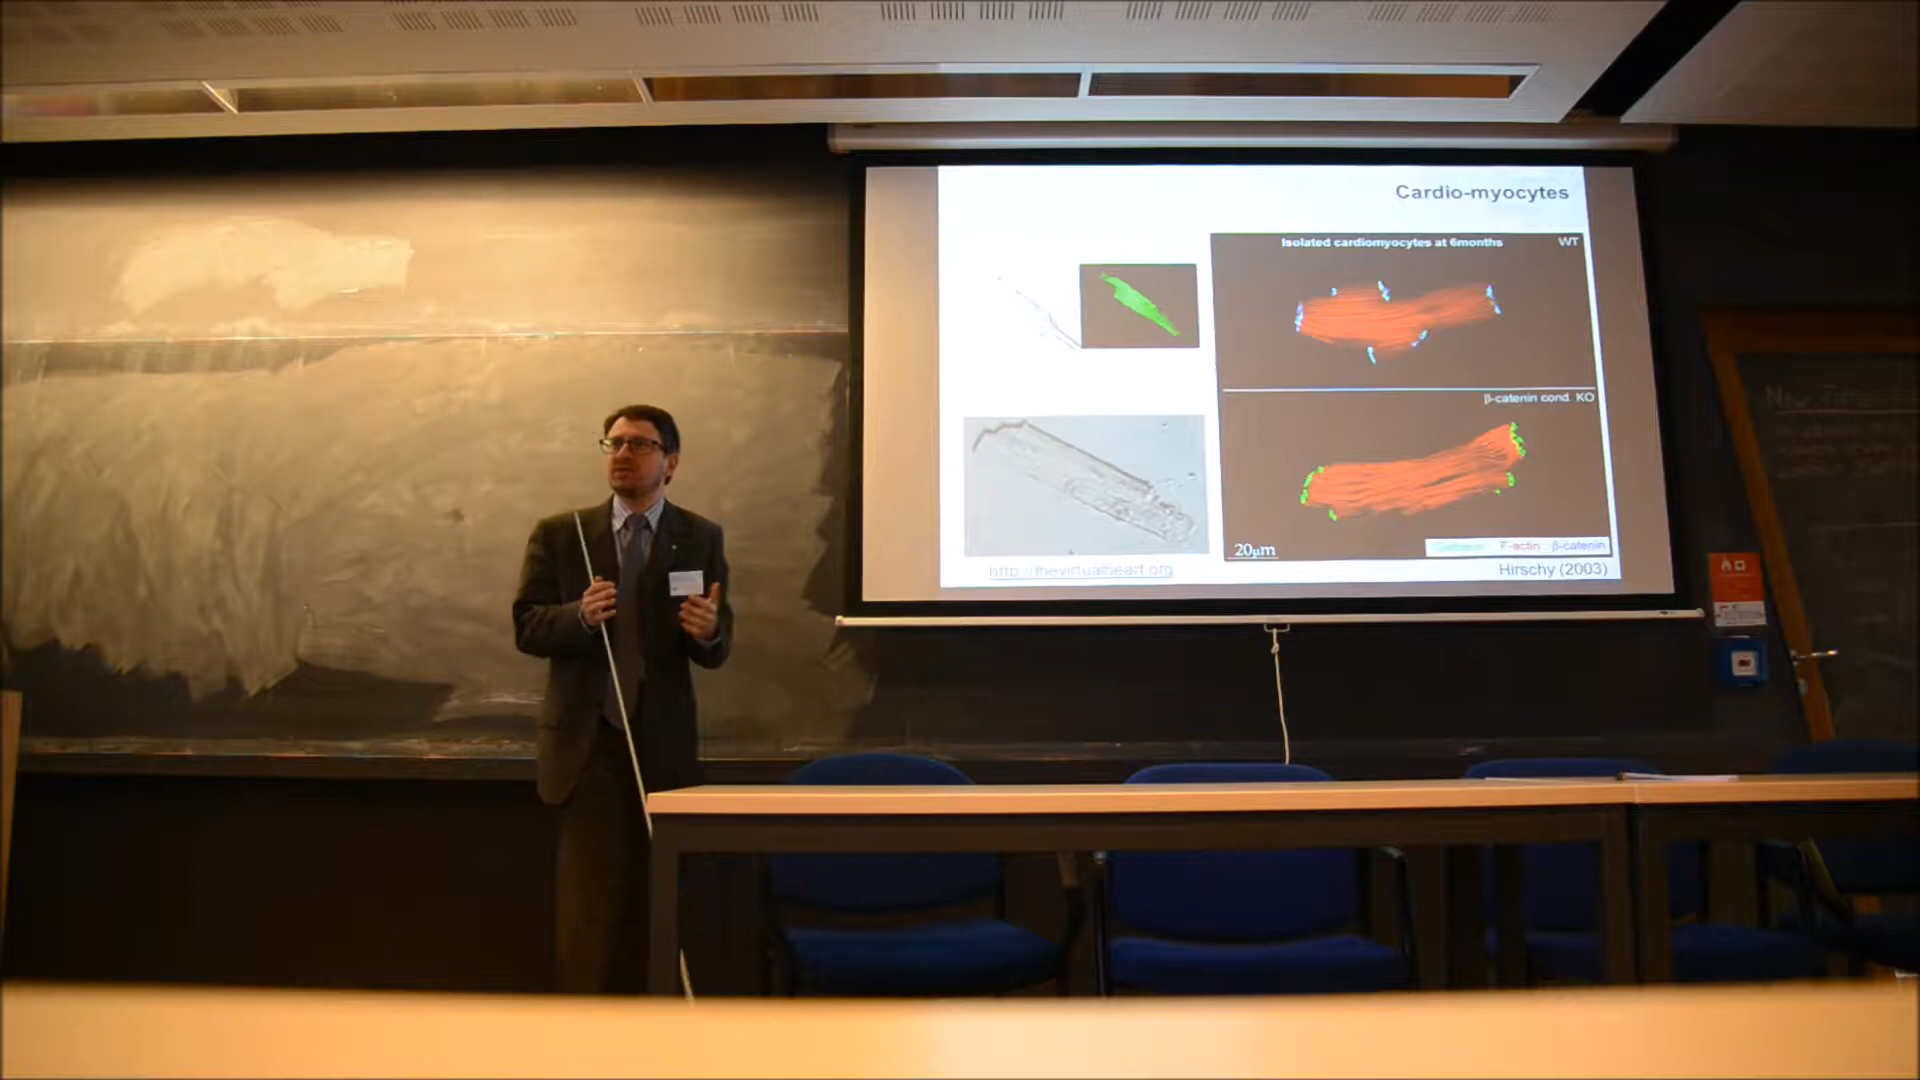 Cardio-myocytes
Isolated cardiomyocytes at 6months
WT
β-catenin cond. KO
20μm
F-actin β-catenin
http://thevirtualheart.org
Hirschy (2003)